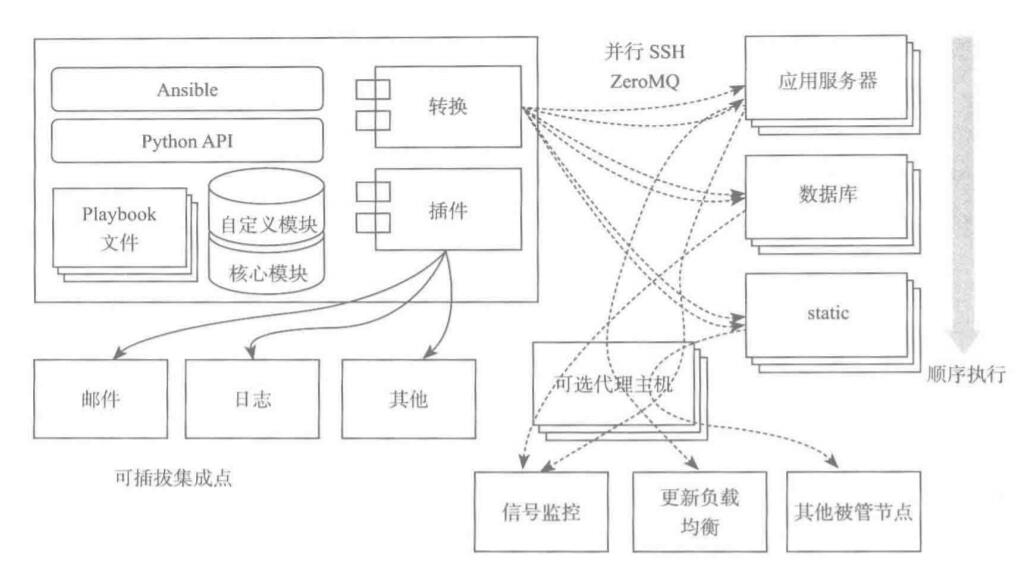 Ansible
Python API
Playbook
文件
自定义模块
核心模块
转换
插件
并行 SSH
ZeroMQ
应用服务器
数据库
static
顺序执行
邮件
日志
其他
可插拔集成点
可选代理主机
信号监控
更新负载
均衡
其他被管节点